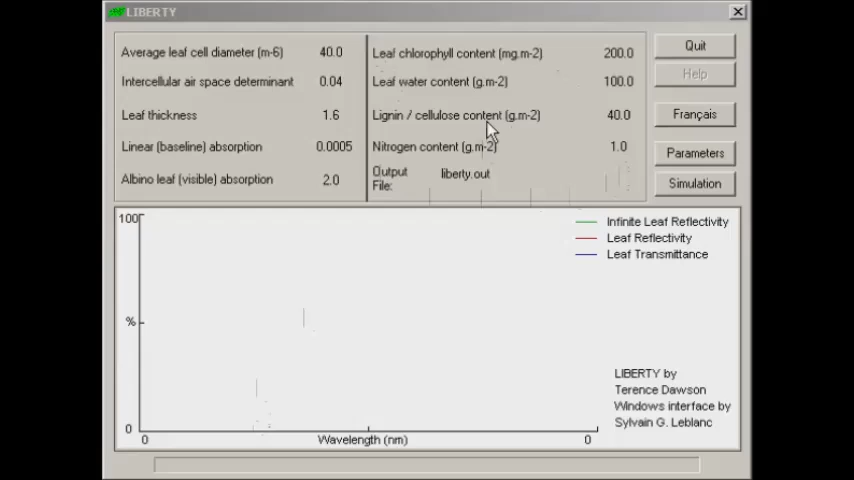 LIBERTY
Average leaf cell diameter (m-6) 40.0
Intercellular air space determinant 0.04
Leaf thickness 1.6
Linear (baseline) absorption 0.0005
Albino leaf (visible) absorption 2.0
Leaf chlorophyll content (mg.m-2) 200.0
Leaf water content (g.m-2) 100.0
Lignin / cellulose content (g.m-2) 40.0
Nitrogen content (g.m-2) 1.0
Output File: liberty.out
Quit
Help
Français
Parameters
Simulation
100
%
0
0
Wavelength (nm)
0
Infinite Leaf Reflectivity
Leaf Reflectivity
Leaf Transmittance
LIBERTY by
Terence Dawson
Windows interface by
Sylvain G. Leblanc